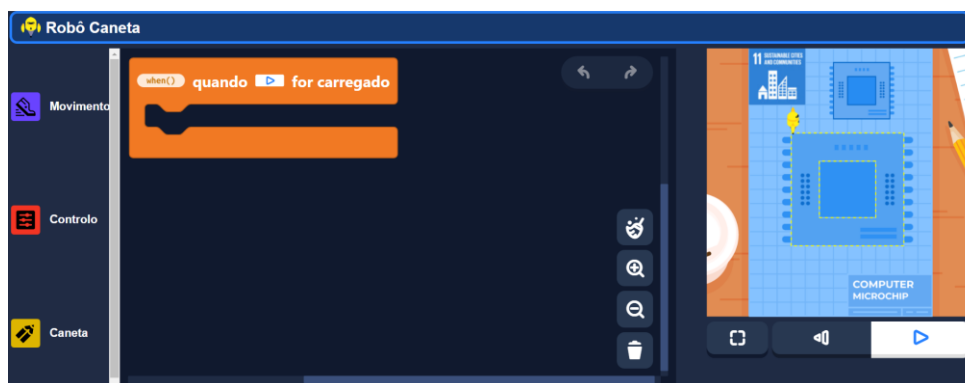 Robô Caneta
Movimento
Controlo
Caneta
when() quando for carregado
11 SUSTAINABLE CITIES
AND COMMUNITIES
COMPUTER
MICROCHIP